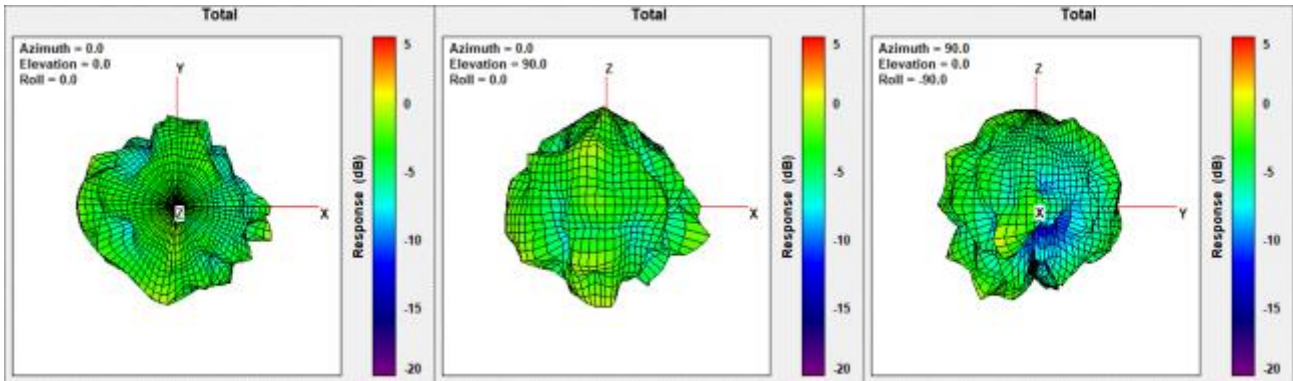 Total
Azimuth = 0.0
Elevation = 0.0
Roll = 0.0
Y
X
Z
5
0
-5
-10
-15
-20
Response (dB)
Total
Azimuth = 0.0
Elevation = 90.0
Roll = 0.0
Z
X
5
0
-5
-10
-15
-20
Response (dB)
Total
Azimuth = 90.0
Elevation = 0.0
Roll = -90.0
Z
X
Y
5
0
-5
-10
-15
-20
Response (dB)